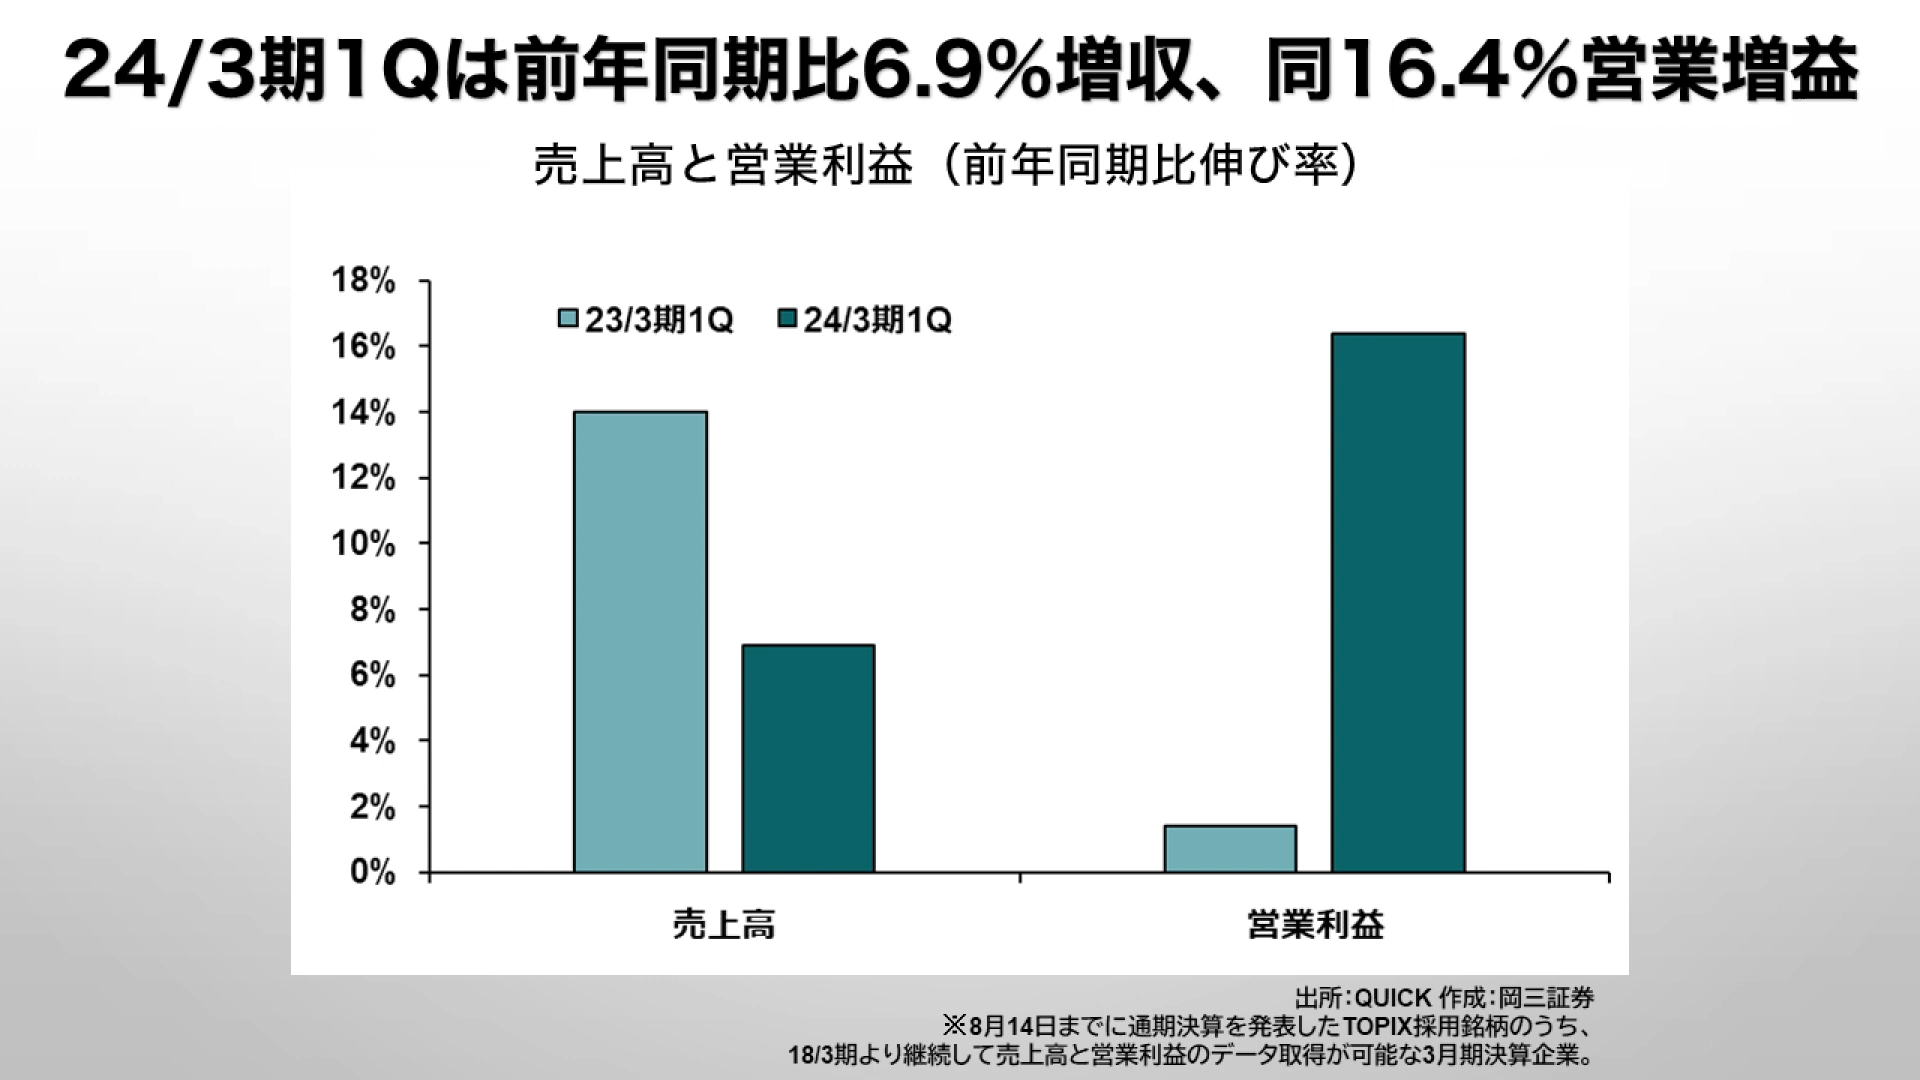 24/3期1Qは前年同期比6.9%増収、同16.4%営業増益
売上高と営業利益（前年同期比伸び率）
18%
23/3期1Q 24/3期1Q
16%
14%
12%
10%
8%
6%
4%
2%
0%
売上高 営業利益
出所：QUICK 作成：岡三証券
※8月14日までに通期決算を発表したTOPIX採用銘柄のうち、
18/3期より継続して売上高と営業利益のデータ取得が可能な3月期決算企業。